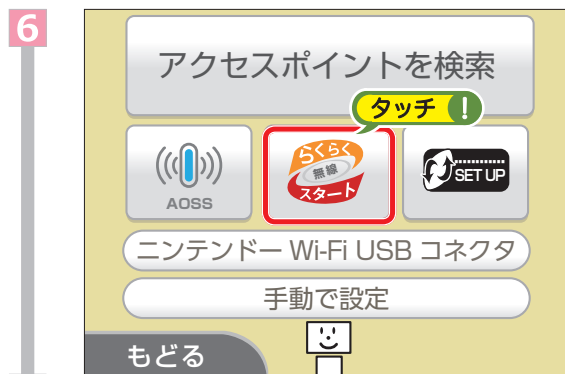 6
アクセスポイントを検索
タッチ!
AOSS
らくらく
無線
スタート
SET UP
ニンテンドー Wi-Fi USB コネクタ
手動で設定
もどる